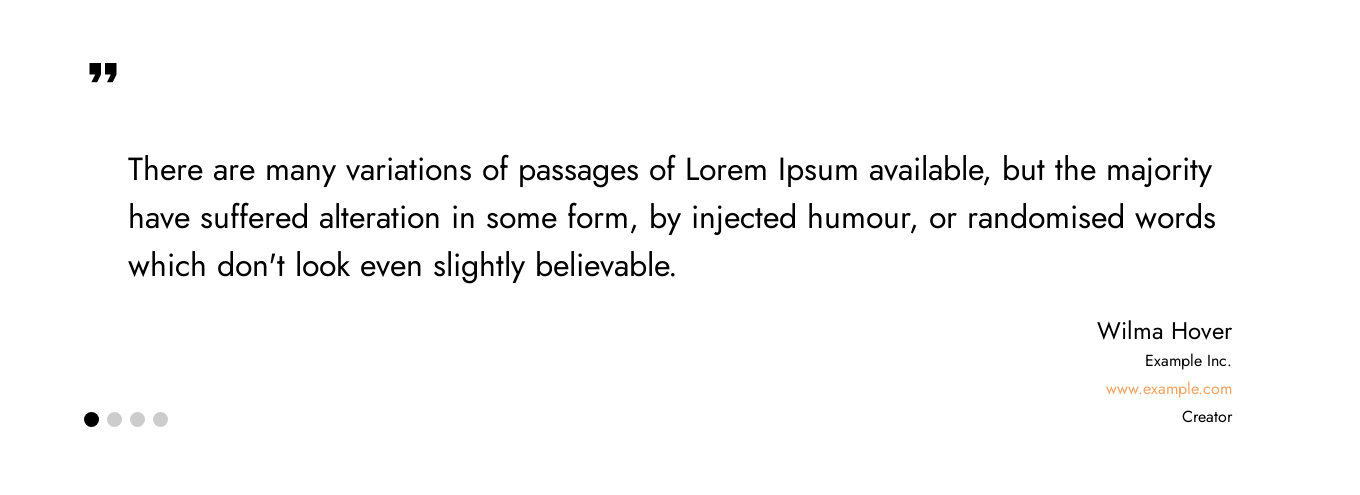 ”
There are many variations of passages of Lorem Ipsum available, but the majority
have suffered alteration in some form, by injected humour, or randomised words
which don't look even slightly believable.
Wilma Hover
Example Inc.
www.example.com
Creator